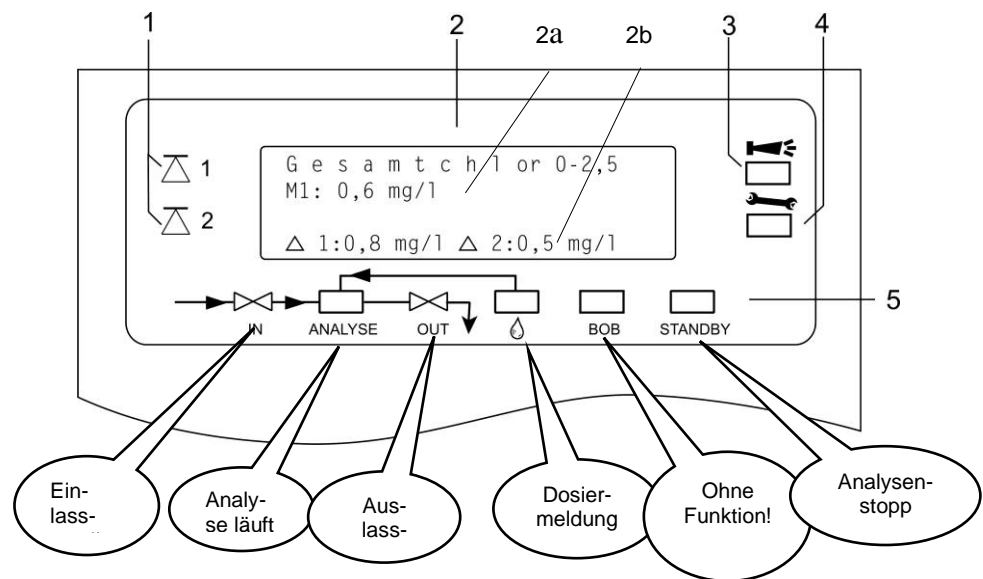 1
2
2a
2b
3
4
1
2
G e s a m t c h l or 0-2,5
M1: 0,6 mg/l
△ 1:0,8 mg/l △ 2:0,5 mg/l
5
IN
ANALYSE
OUT
BOB
STANDBY
Ein-
lass-
Analy-
se läuft
Aus-
lass-
Dosier-
meldung
Ohne
Funktion!
Analysen-
stopp